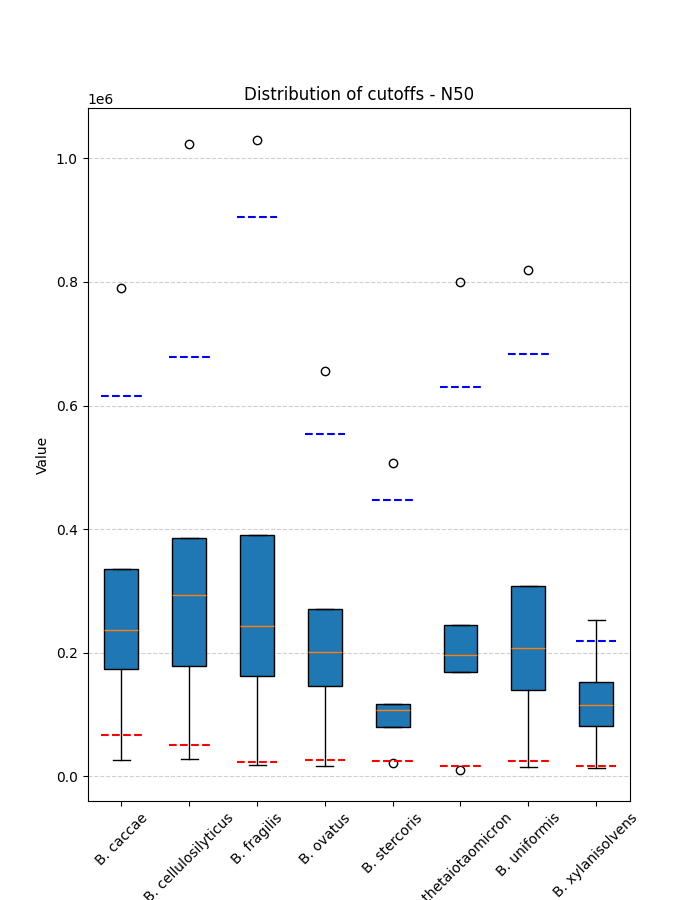 Distribution of cutoffs - N50
1e6
1.0
0.8
0.6
0.4
0.2
0.0
Value
B. caccae
B. cellulosilyticus
B. fragilis
B. ovatus
B. stercoris
thetaiotaomicron
B. uniformis
B. xylanisolvens